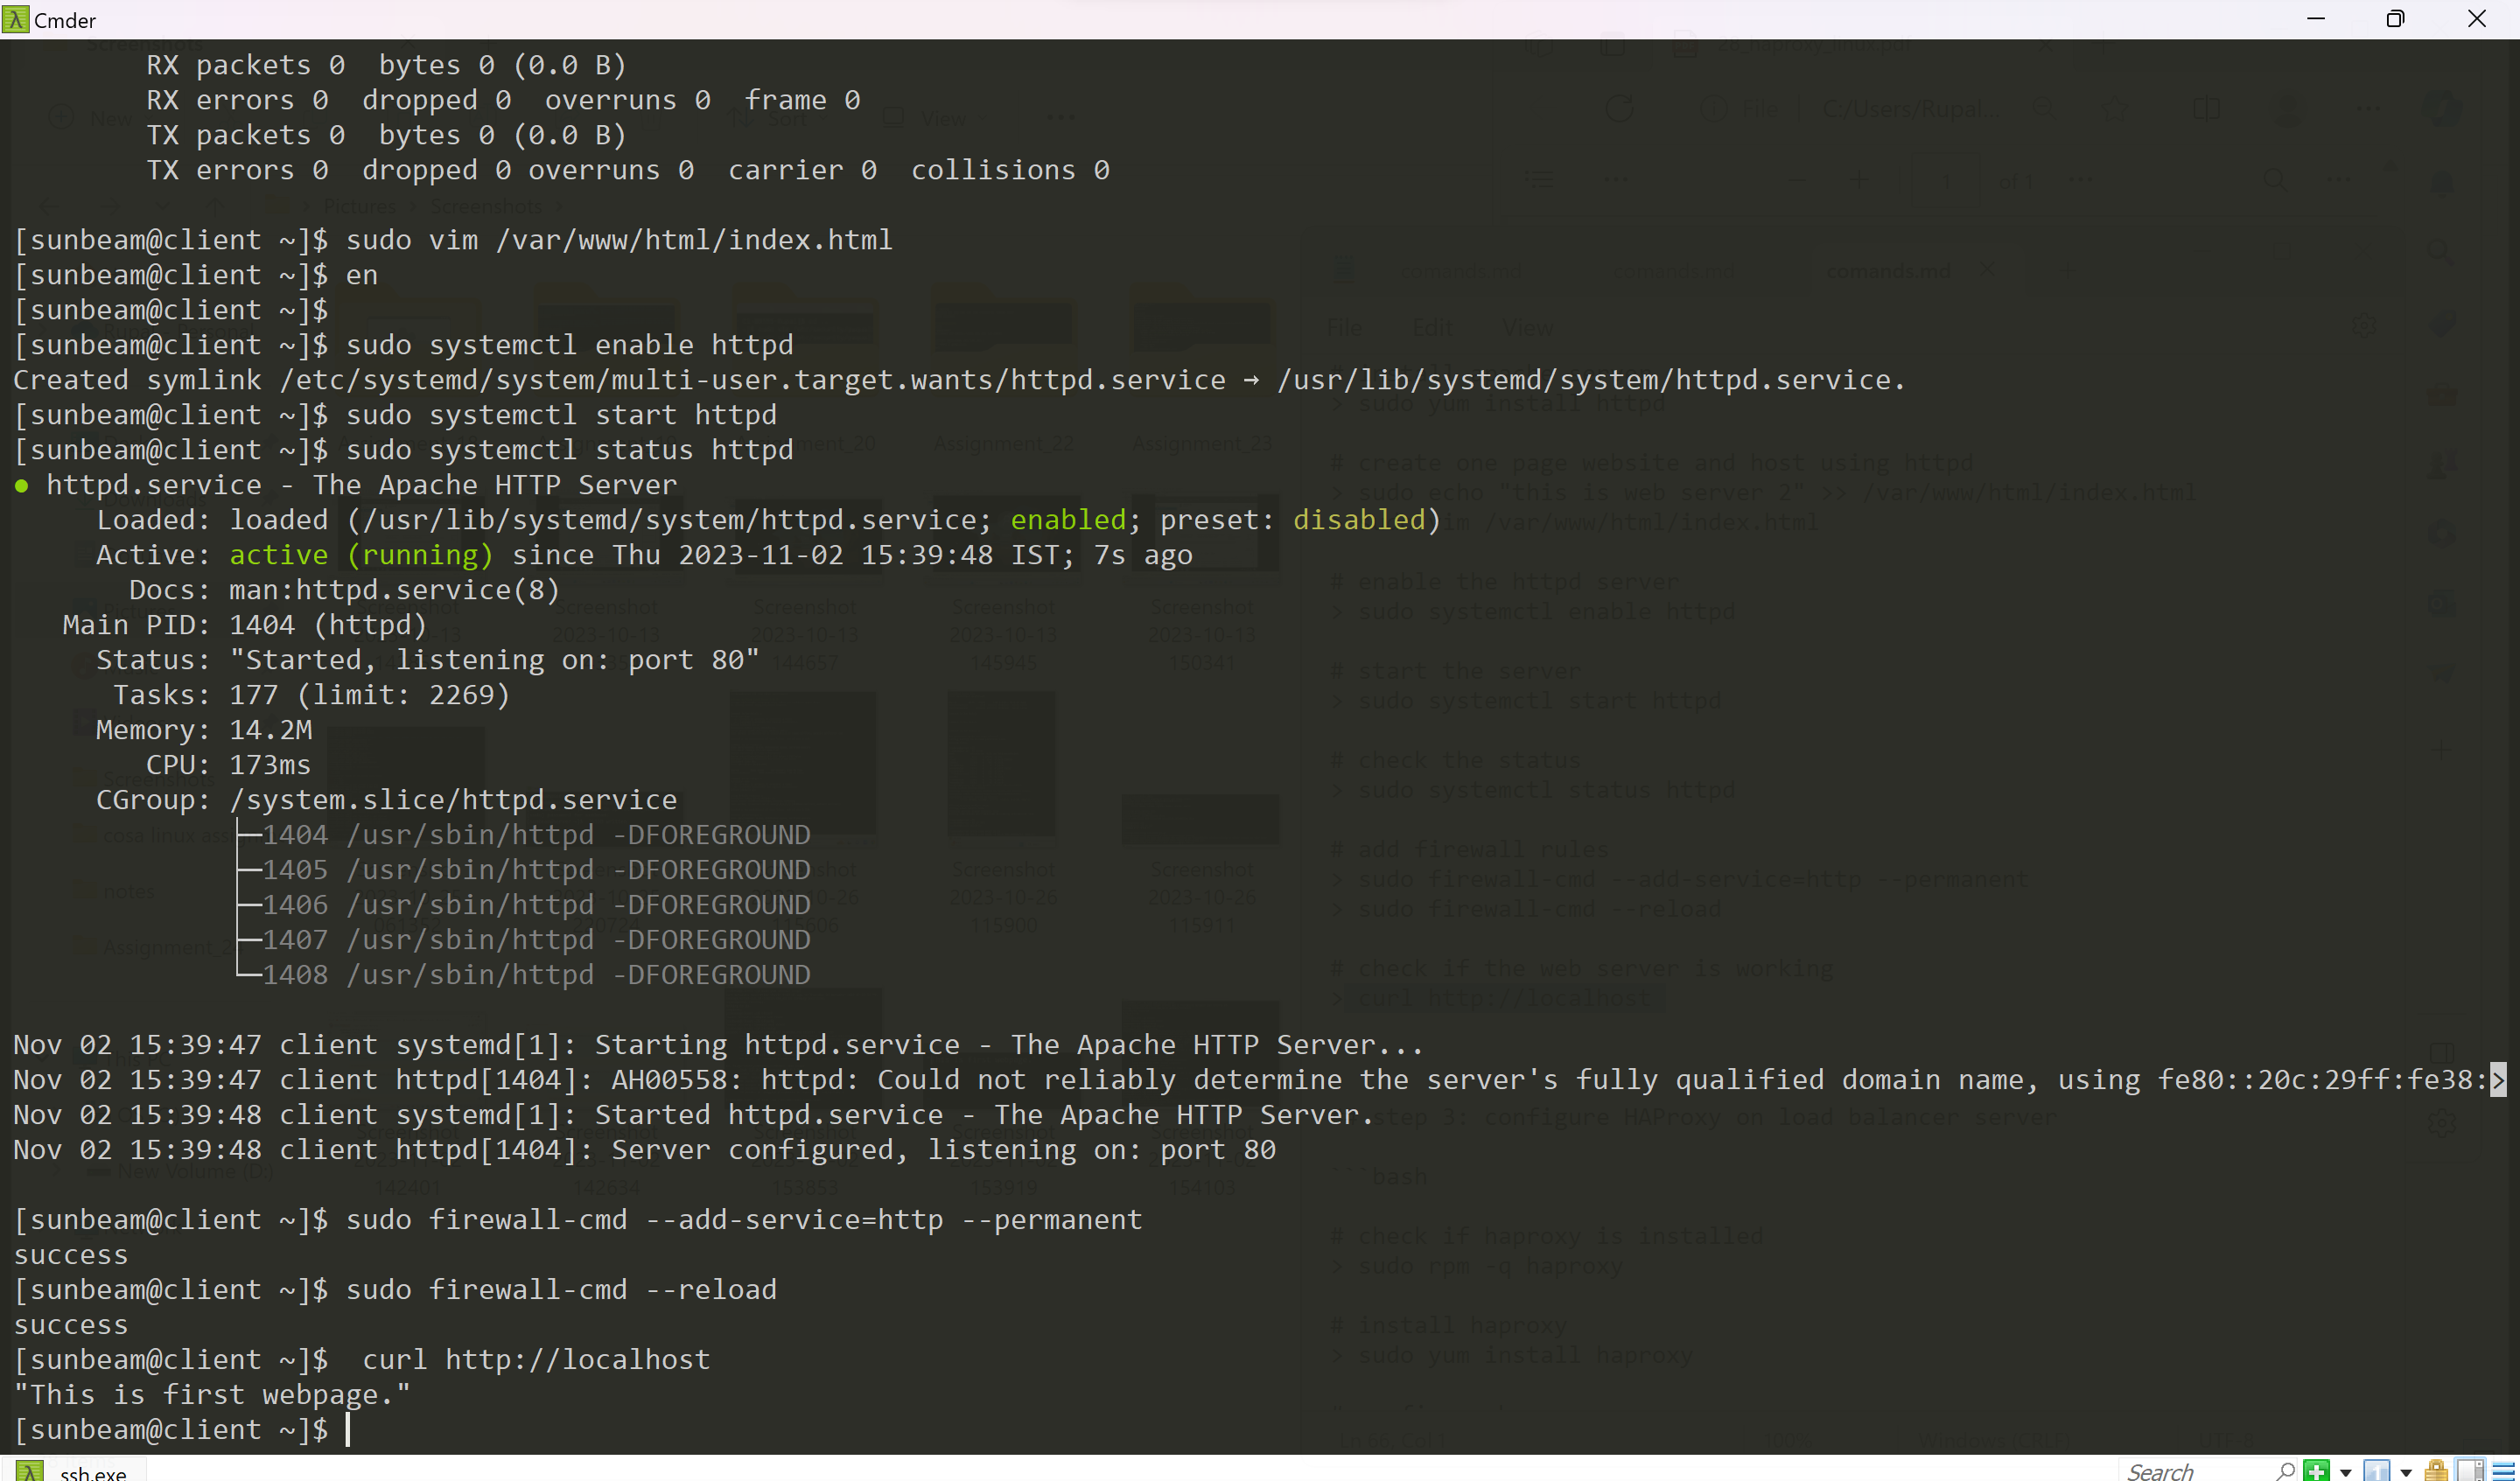 Cmder
RX packets 0  bytes 0 (0.0 B)
RX errors 0  dropped 0  overruns 0  frame 0
TX packets 0  bytes 0 (0.0 B)
TX errors 0  dropped 0 overruns 0  carrier 0  collisions 0
[sunbeam@client ~]$ sudo vim /var/www/html/index.html
[sunbeam@client ~]$ en
[sunbeam@client ~]$
[sunbeam@client ~]$ sudo systemctl enable httpd
Created symlink /etc/systemd/system/multi-user.target.wants/httpd.service → /usr/lib/systemd/system/httpd.service.
[sunbeam@client ~]$ sudo systemctl start httpd
[sunbeam@client ~]$ sudo systemctl status httpd
● httpd.service - The Apache HTTP Server
Loaded: loaded (/usr/lib/systemd/system/httpd.service; enabled; preset: disabled)
Active: active (running) since Thu 2023-11-02 15:39:48 IST; 7s ago
Docs: man:httpd.service(8)
Main PID: 1404 (httpd)
Status: "Started, listening on: port 80"
Tasks: 177 (limit: 2269)
Memory: 14.2M
CPU: 173ms
CGroup: /system.slice/httpd.service
├─1404 /usr/sbin/httpd -DFOREGROUND
├─1405 /usr/sbin/httpd -DFOREGROUND
├─1406 /usr/sbin/httpd -DFOREGROUND
├─1407 /usr/sbin/httpd -DFOREGROUND
└─1408 /usr/sbin/httpd -DFOREGROUND
Nov 02 15:39:47 client systemd[1]: Starting httpd.service - The Apache HTTP Server...
Nov 02 15:39:47 client httpd[1404]: AH00558: httpd: Could not reliably determine the server's fully qualified domain name, using fe80::20c:29ff:fe38:>
Nov 02 15:39:48 client systemd[1]: Started httpd.service - The Apache HTTP Server.
Nov 02 15:39:48 client httpd[1404]: Server configured, listening on: port 80
[sunbeam@client ~]$ sudo firewall-cmd --add-service=http --permanent
success
[sunbeam@client ~]$ sudo firewall-cmd --reload
success
[sunbeam@client ~]$  curl http://localhost
"This is first webpage."
[sunbeam@client ~]$
ssh.exe
Search